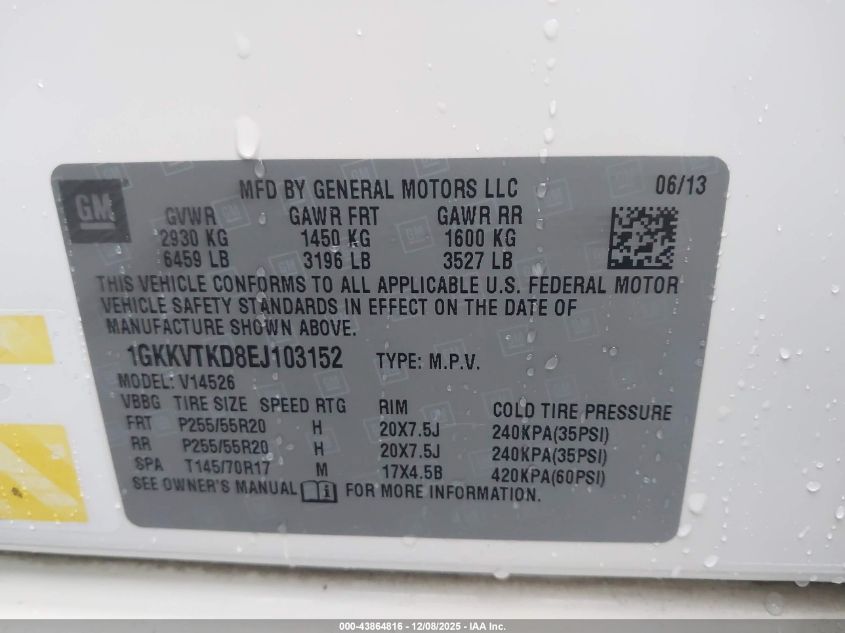 GM MFD BY GENERAL MOTORS LLC 06/13
GVWR GAWR FRT GAWR RR
2930 KG 1450 KG 1600 KG
6459 LB 3196 LB 3527 LB
THIS VEHICLE CONFORMS TO ALL APPLICABLE U.S. FEDERAL MOTOR
VEHICLE SAFETY STANDARDS IN EFFECT ON THE DATE OF
MANUFACTURE SHOWN ABOVE.
1GKKVTKD8EJ103152 TYPE: M.P.V.
MODEL: V14526
VBBG TIRE SIZE SPEED RTG RIM COLD TIRE PRESSURE
FRT P255/55R20 H 20X7.5J 240KPA(35PSI)
RR P255/55R20 H 20X7.5J 240KPA(35PSI)
SPA T145/70R17 M 17X4.5B 420KPA(60PSI)
SEE OWNER'S MANUAL FOR MORE INFORMATION.
000-43864816 - 12/08/2025 - IAA Inc.